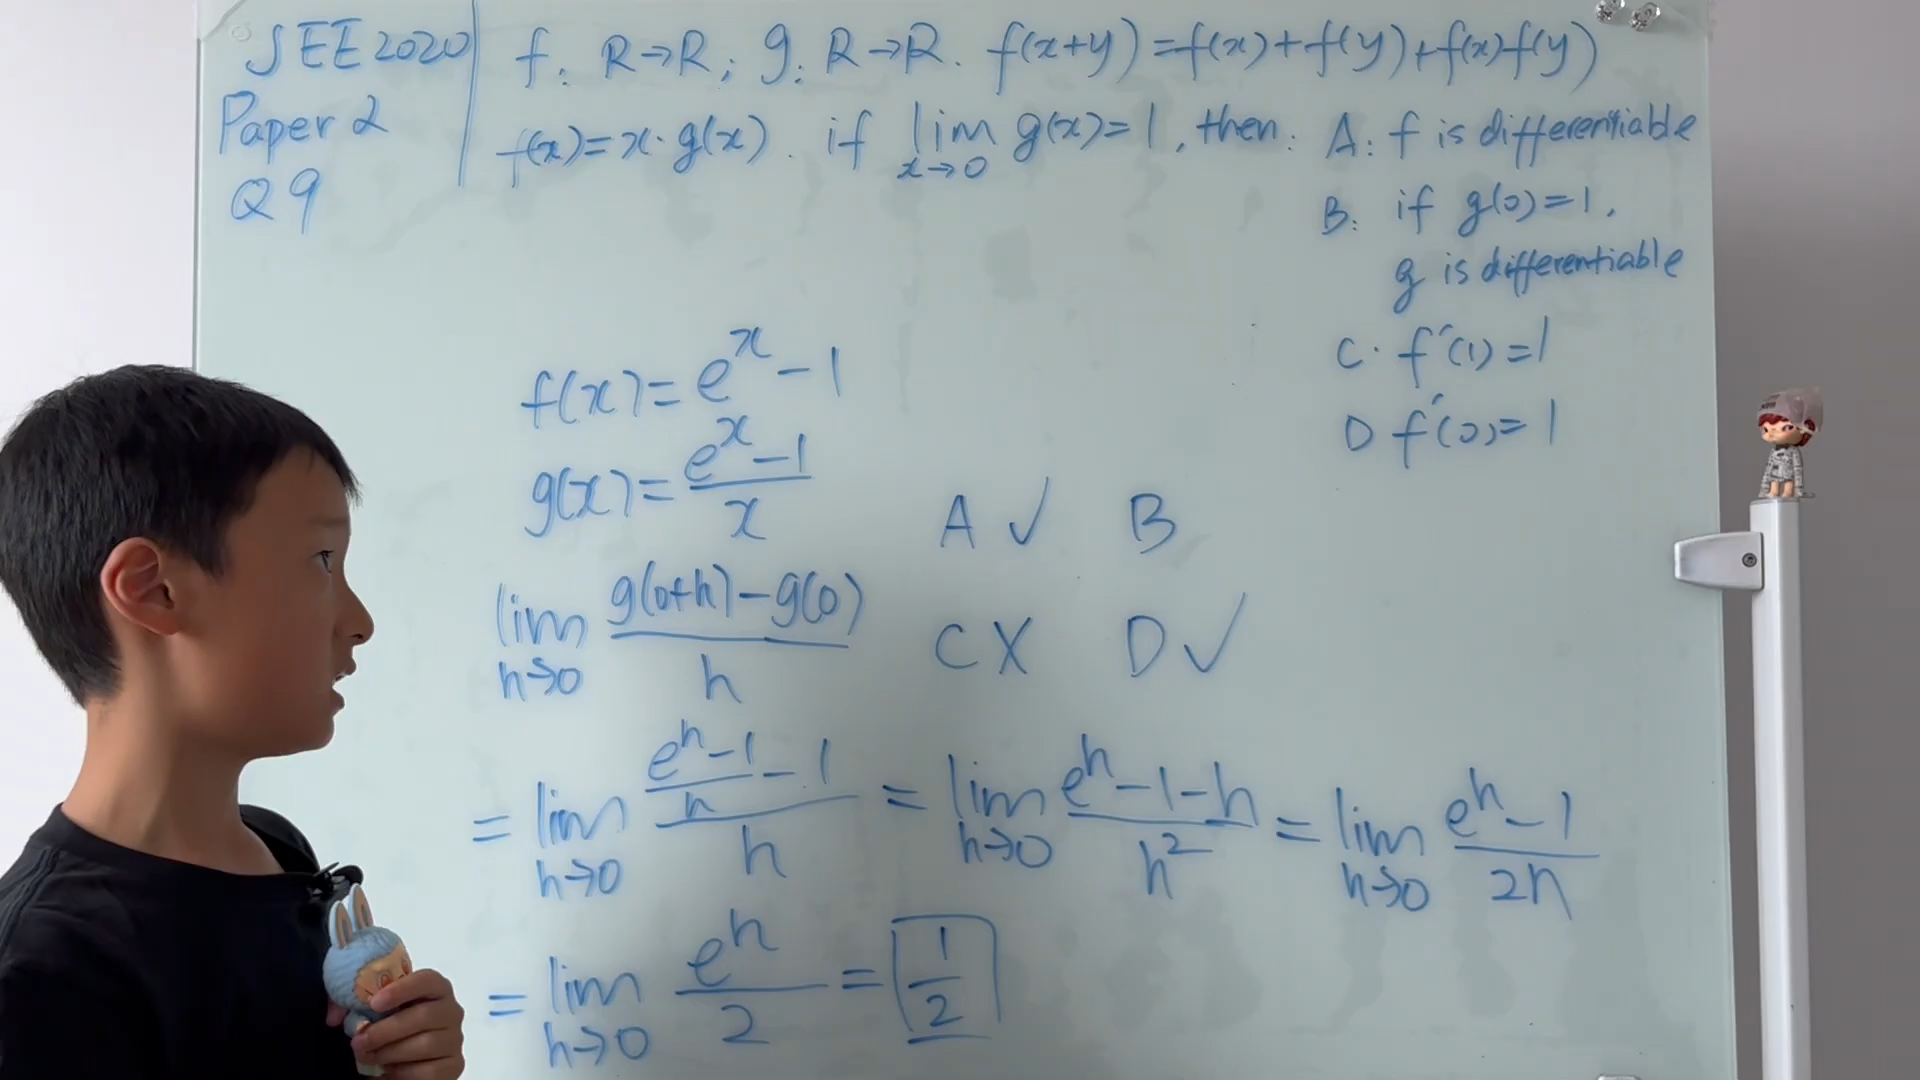 JEE 2020
Paper 2
Q 9
f: R→R; g: R→R. f(x+y)=f(x)+f(y)+f(x)f(y)
f(x)=x·g(x). if lim x→0 g(x)=1, then: A: f is differentiable
B: if g(0)=1,
g is differentiable
C. f'(1)=1
D f'(0)=1
f(x)=e^x-1
g(x)=(e^x-1)/x
A ✓ B
C X D ✓
lim h→0 (g(0+h)-g(0))/h
= lim h→0 ((e^h-1)/h-1)/h = lim h→0 (e^h-1-h)/h^2 = lim h→0 (e^h-1)/2h
= lim h→0 e^h/2 = 1/2